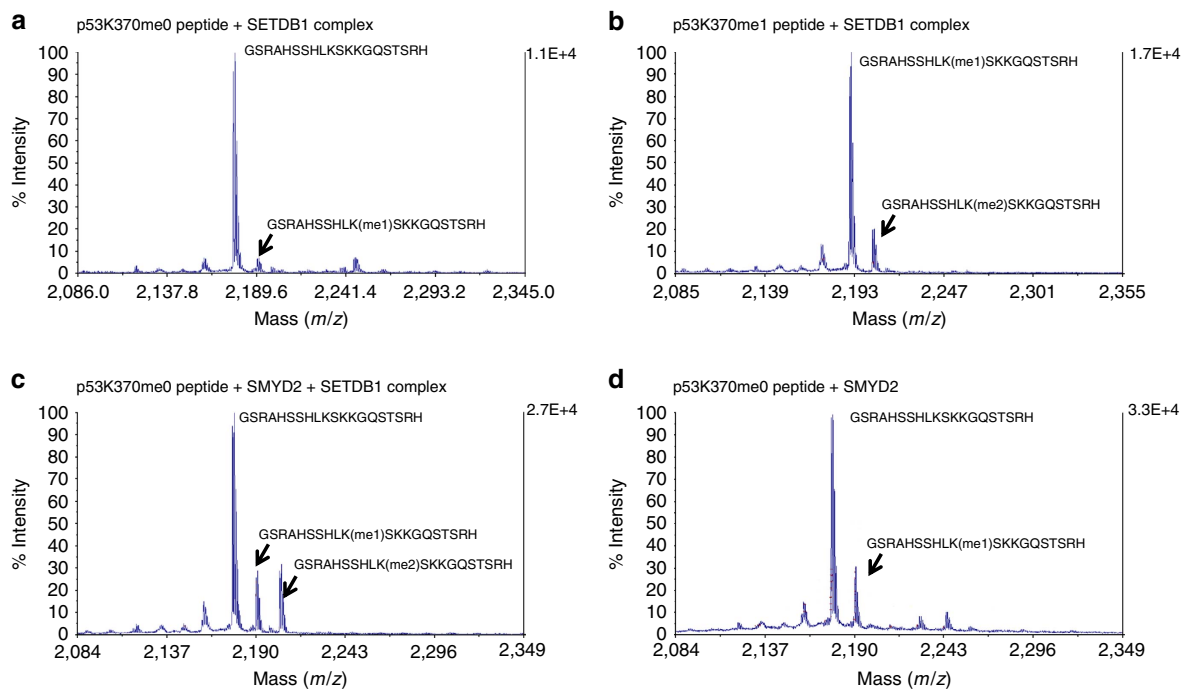 a
p53K370me0 peptide + SETDB1 complex
GSRAHSSHLKSKKGQSTSRH
1.1E+4
GSRAHSSHLK(me1)SKKGQSTSRH
% Intensity
100
90
80
70
60
50
40
30
20
10
0
2,086.0 2,137.8 2,189.6 2,241.4 2,293.2 2,345.0
Mass (m/z)
b
p53K370me1 peptide + SETDB1 complex
GSRAHSSHLK(me1)SKKGQSTSRH
1.7E+4
GSRAHSSHLK(me2)SKKGQSTSRH
% Intensity
100
90
80
70
60
50
40
30
20
10
0
2,085 2,139 2,193 2,247 2,301 2,355
Mass (m/z)
c
p53K370me0 peptide + SMYD2 + SETDB1 complex
GSRAHSSHLKSKKGQSTSRH
2.7E+4
GSRAHSSHLK(me1)SKKGQSTSRH
GSRAHSSHLK(me2)SKKGQSTSRH
% Intensity
100
90
80
70
60
50
40
30
20
10
0
2,084 2,137 2,190 2,243 2,296 2,349
Mass (m/z)
d
p53K370me0 peptide + SMYD2
GSRAHSSHLKSKKGQSTSRH
3.3E+4
GSRAHSSHLK(me1)SKKGQSTSRH
% Intensity
100
90
80
70
60
50
40
30
20
10
0
2,084 2,137 2,190 2,243 2,296 2,349
Mass (m/z)